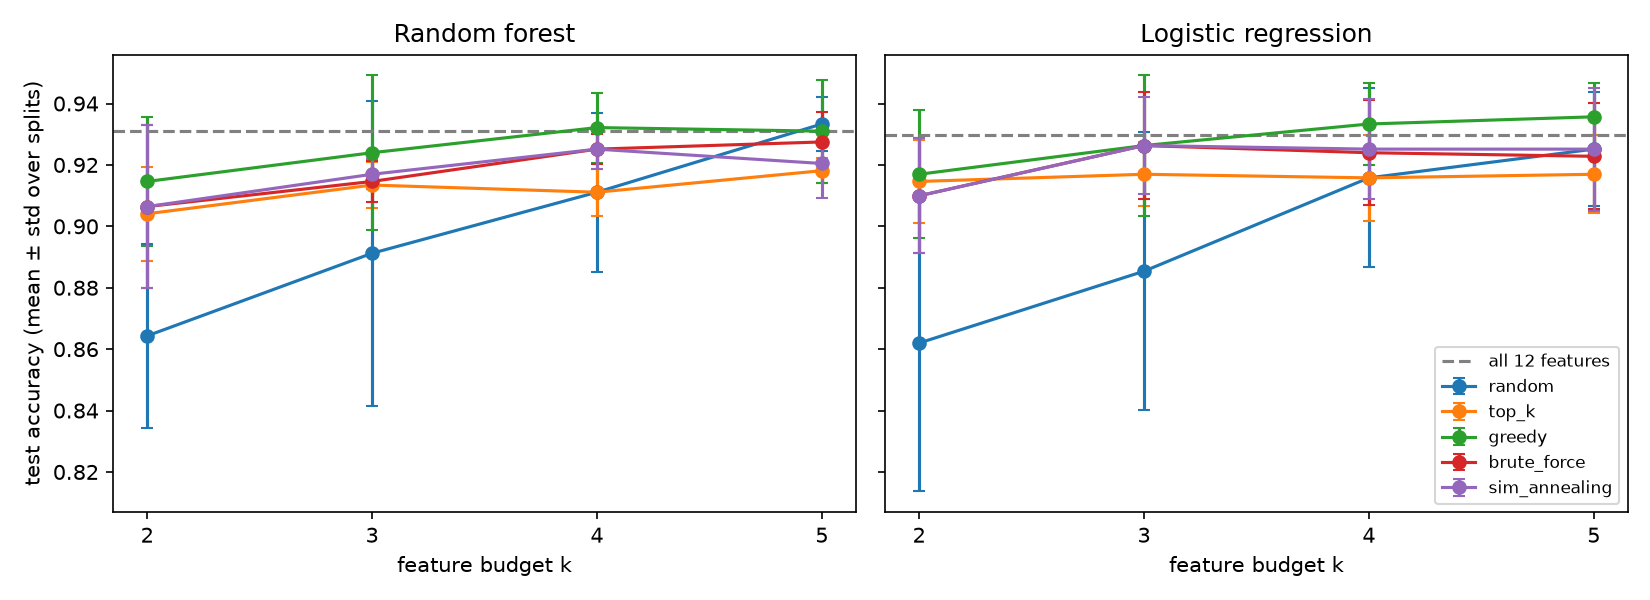 Random forest
Logistic regression
test accuracy (mean ± std over splits)
0.94
0.92
0.90
0.88
0.86
0.84
0.82
2 3 4 5
2 3 4 5
feature budget k
feature budget k
all 12 features
random
top_k
greedy
brute_force
sim_annealing